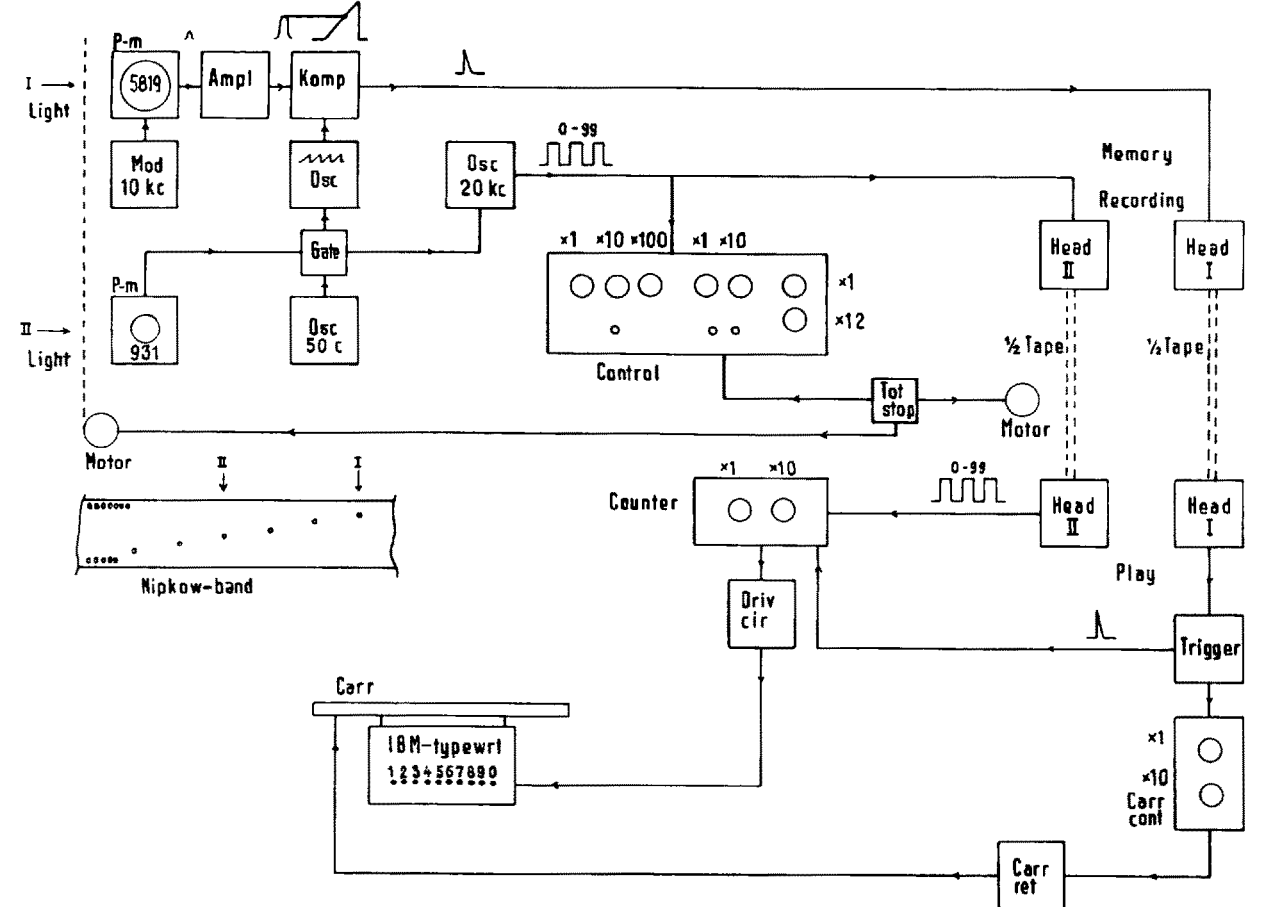 P-m
I
Light
5819
Ampl
Komp
Mod
10 kc
Osc
Osc
20 kc
0-99
Memory
Recording
Gate
P-m
II
Light
931
Osc
50 c
×1 ×10 ×100 ×1 ×10
×1
×12
Control
Head
II
Head
I
½ Tape
½ Tape
Tot
stop
Motor
Motor
II
I
Nipkow-band
Counter
×1 ×10
0-99
Head
II
Head
I
Play
Driv
cir
Trigger
Carr
IBM-typewrt
1234567890
×1
×10
Carr
cont
Carr
ret